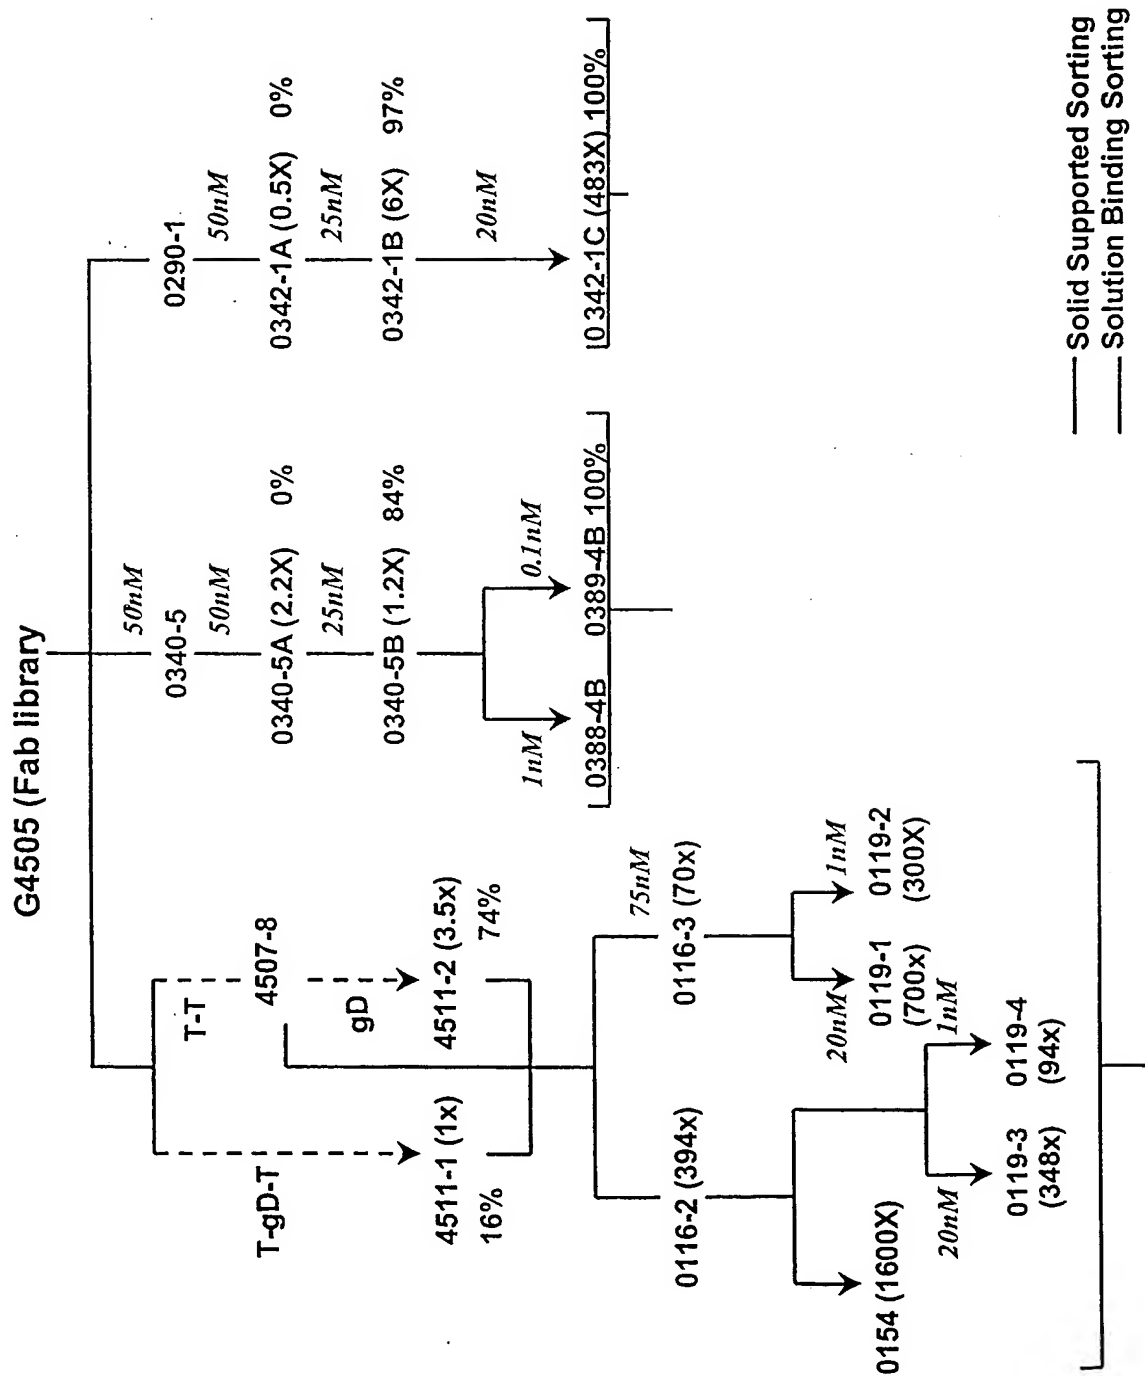 G4505 (Fab library
T-gD-T
T-T
4507-8
gD
4511-1 (1x)
16%
4511-2 (3.5x)
74%
0116-2 (394x)
75nM
0116-3 (70x)
0154 (1600X)
20nM
0119-3
(348x)
1nM
0119-4
(94x)
20nM
0119-1
(700x)
1nM
0119-2
(300X)
50nM
0340-5
50nM
0340-5A (2.2X) 0%
25nM
0340-5B (1.2X) 84%
1nM
0.1nM
0388-4B
0389-4B 100%
0290-1
50nM
0342-1A (0.5X) 0%
25nM
0342-1B (6X) 97%
20nM
0342-1C (483X) 100%
Solid Supported Sorting
Solution Binding Sorting